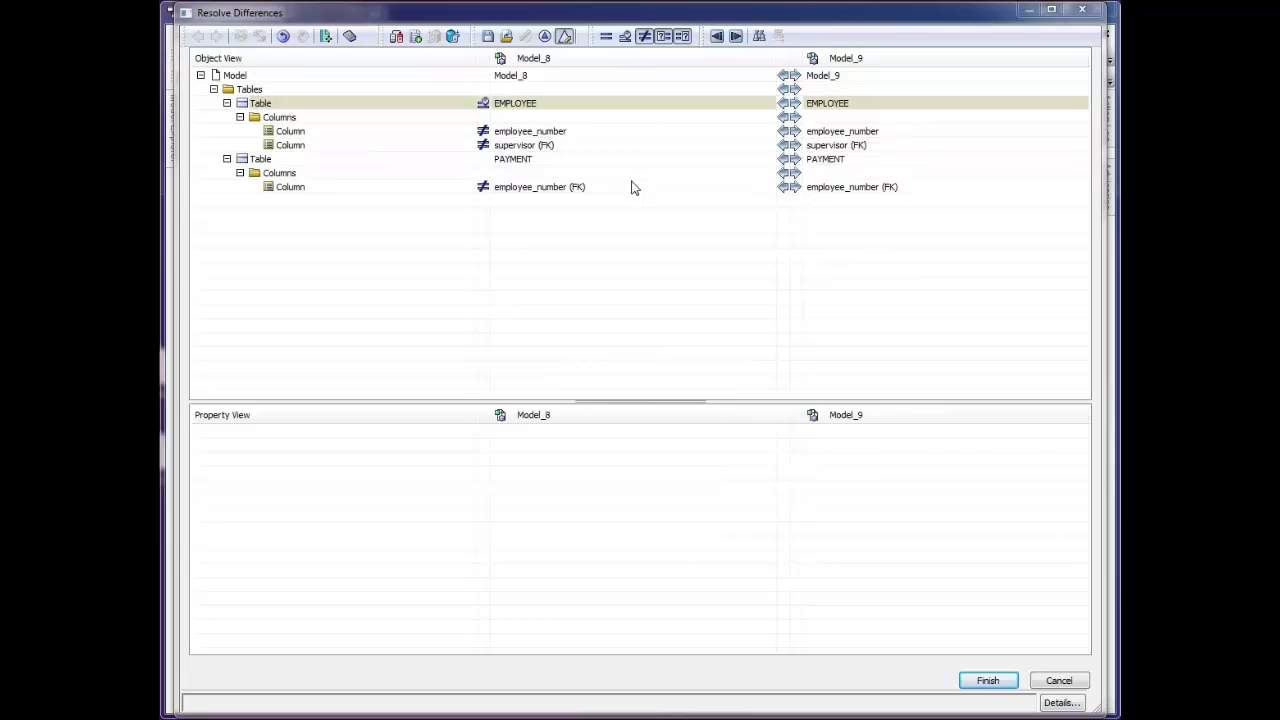 Resolve Differences
Object View Model_8 Model_9
Model Model_8 Model_9
Tables
Table EMPLOYEE EMPLOYEE
Columns
Column employee_number employee_number
Column supervisor (FK) supervisor (FK)
Table PAYMENT PAYMENT
Columns
Column employee_number (FK) employee_number (FK)
Property View Model_8 Model_9
Finish Cancel
Details...